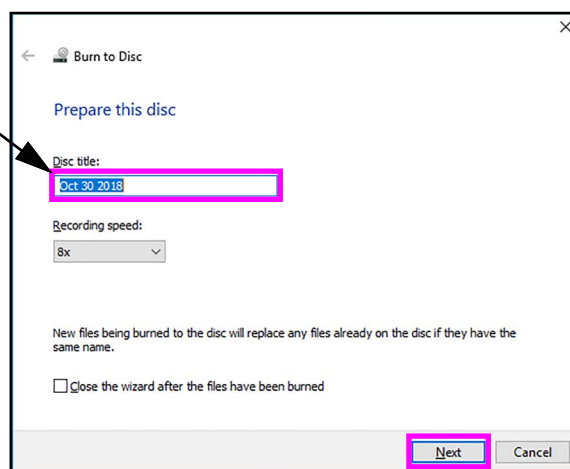 Burn to Disc
Prepare this disc
Disc title:
Oct 30 2018
Recording speed:
8x
New files being burned to the disc will replace any files already on the disc if they have the
same name.
Close the wizard after the files have been burned
Next Cancel